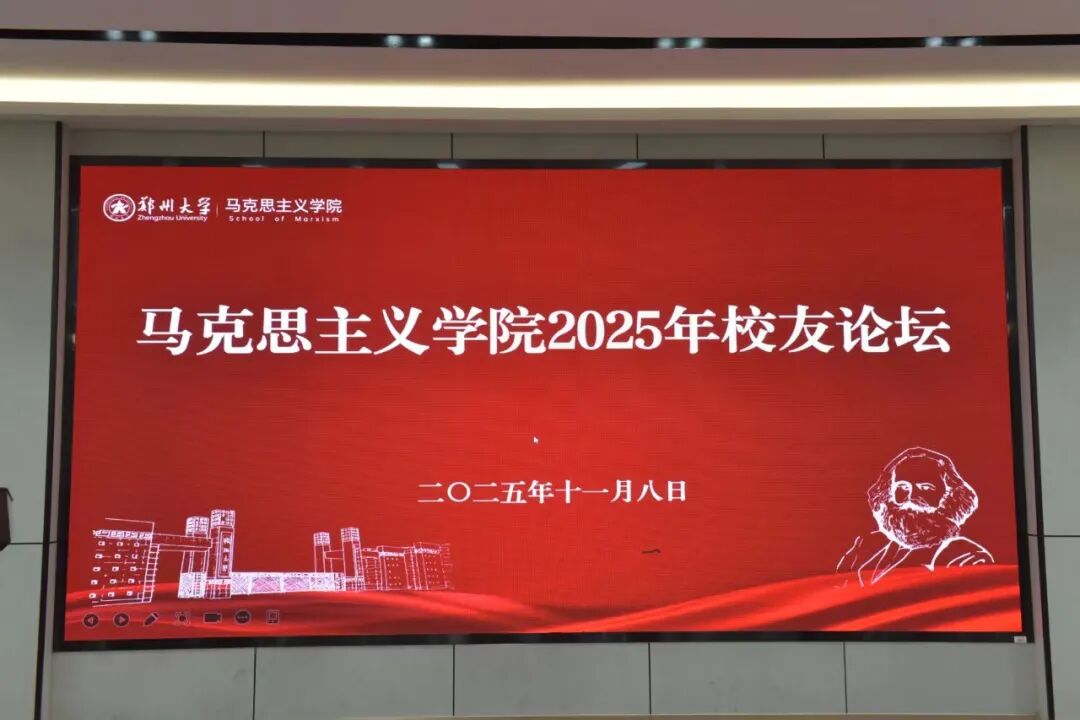 郑州大学
Zhengzhou University
马克思主义学院
School of Marxism
马克思主义学院2025年校友论坛
二〇二五年十一月八日